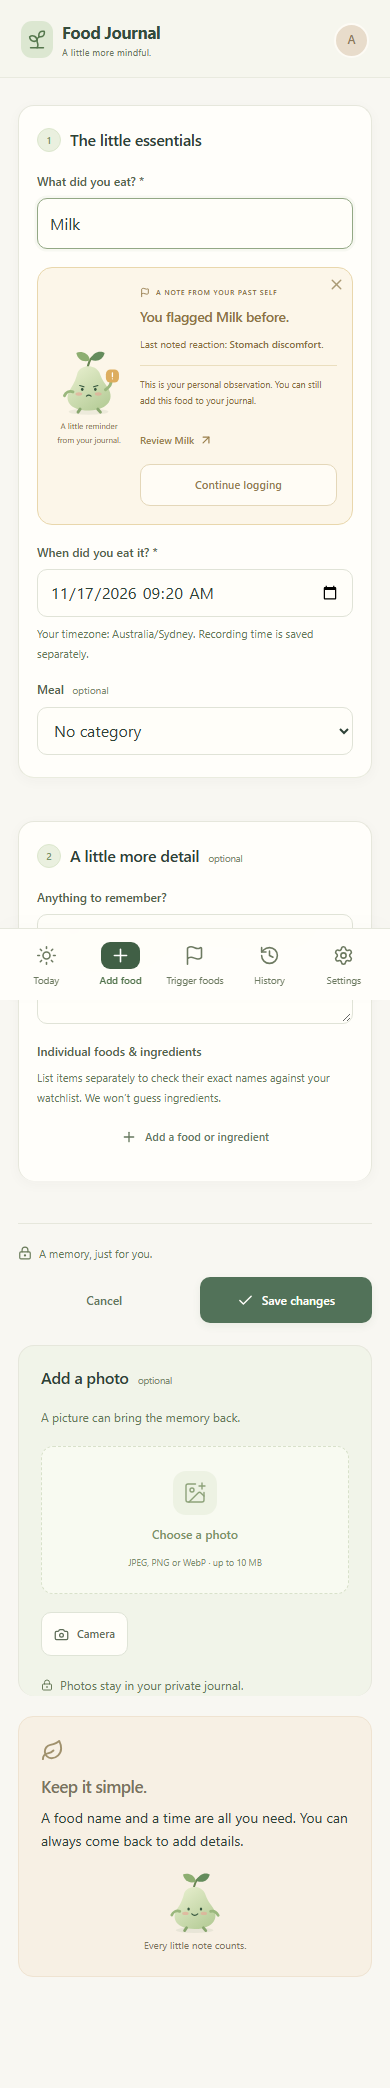 Food Journal
A little more mindful.
A
1
The little essentials
What did you eat? *
Milk
A NOTE FROM YOUR PAST SELF
You flagged Milk before.
Last noted reaction: Stomach discomfort.
This is your personal observation. You can still
add this food to your journal.
!
A little reminder
from your journal.
Review Milk
Continue logging
When did you eat it? *
11/17/2026 09:20 AM
Your timezone: Australia/Sydney. Recording time is saved
separately.
Meal optional
No category
2
A little more detail optional
Anything to remember?
Today
Add food
Trigger foods
History
Settings
Individual foods & ingredients
List items separately to check their exact names against your
watchlist. We won't guess ingredients.
Add a food or ingredient
A memory, just for you.
Cancel
Save changes
Add a photo optional
A picture can bring the memory back.
Choose a photo
JPEG, PNG or WebP · up to 10 MB
Camera
Photos stay in your private journal.
Keep it simple.
A food name and a time are all you need. You can
always come back to add details.
Every little note counts.